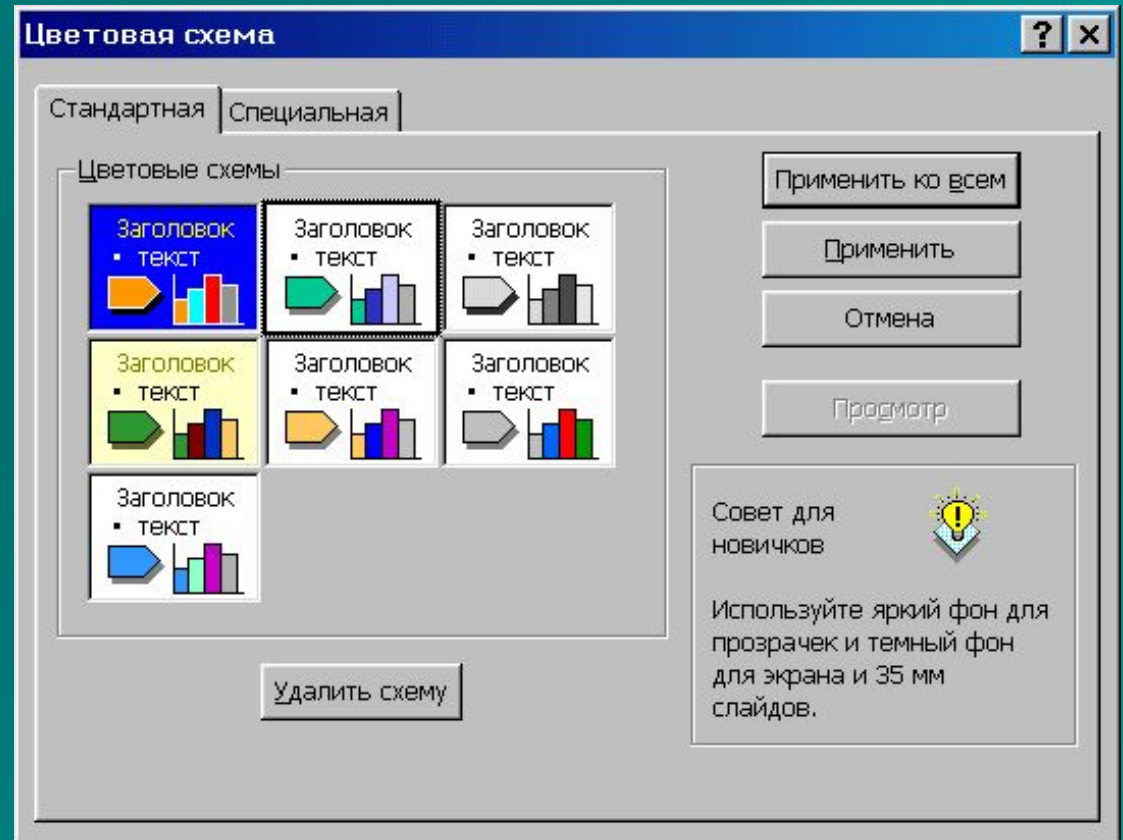 Цветовая схема
Стандартная
Специальная
Цветовые схемы
Заголовок
▪ текст
Заголовок
▪ текст
Заголовок
▪ текст
Заголовок
▪ текст
Заголовок
▪ текст
Заголовок
▪ текст
Заголовок
▪ текст
Удалить схему
Применить ко всем
Применить
Отмена
Просмотр
Совет для
новичков
Используйте яркий фон для
прозрачек и темный фон
для экрана и 35 мм
слайдов.